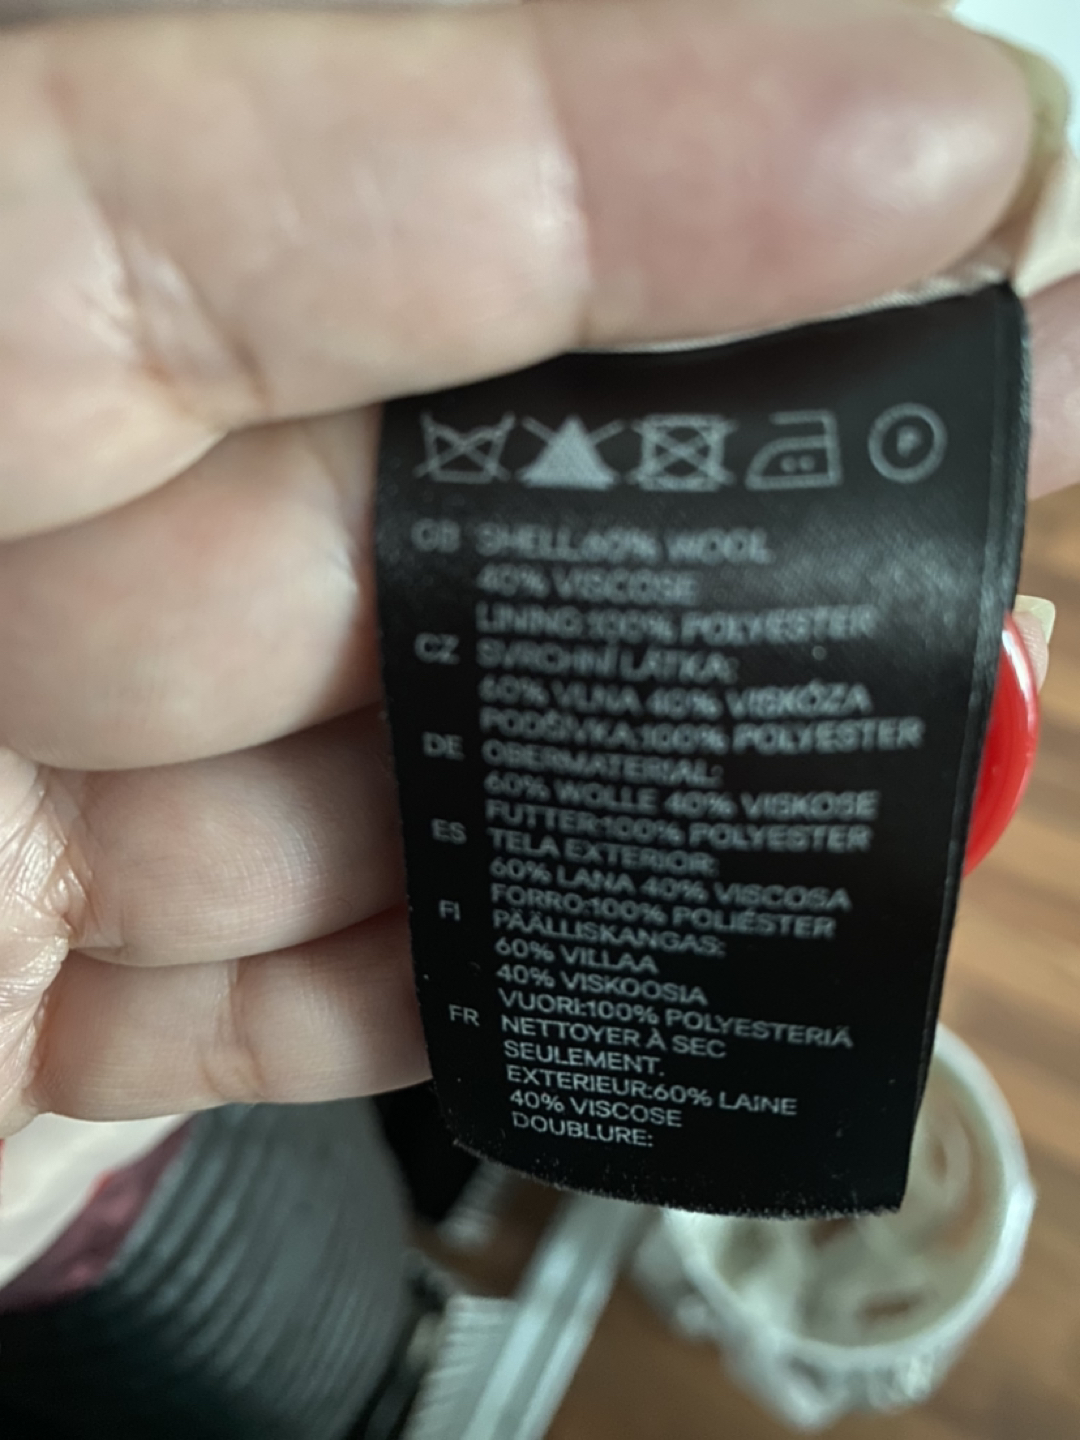 P
GB SHELL:60% WOOL
40% VISCOSE
LINING:100% POLYESTER
CZ SVRCHNÍ LÁTKA:
60% VLNA 40% VISKÓZA
PODŠÍVKA:100% POLYESTER
DE OBERMATERIAL:
60% WOLLE 40% VISKOSE
FUTTER:100% POLYESTER
ES TELA EXTERIOR:
60% LANA 40% VISCOSA
FORRO:100% POLIÉSTER
FI PÄÄLLISKANGAS:
60% VILLAA
40% VISKOOSIA
VUORI:100% POLYESTERIÄ
FR NETTOYER À SEC
SEULEMENT.
EXTERIEUR:60% LAINE
40% VISCOSE
DOUBLURE: